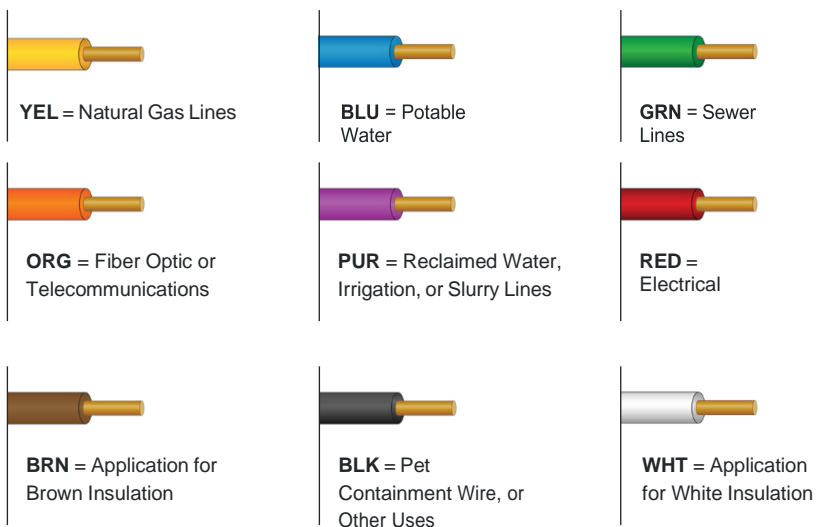 YEL = Natural Gas Lines
BLU = Potable
Water
GRN = Sewer
Lines
ORG = Fiber Optic or
Telecommunications
PUR = Reclaimed Water,
Irrigation, or Slurry Lines
RED =
Electrical
BRN = Application for
Brown Insulation
BLK = Pet
Containment Wire, or
Other Uses
WHT = Application
for White Insulation